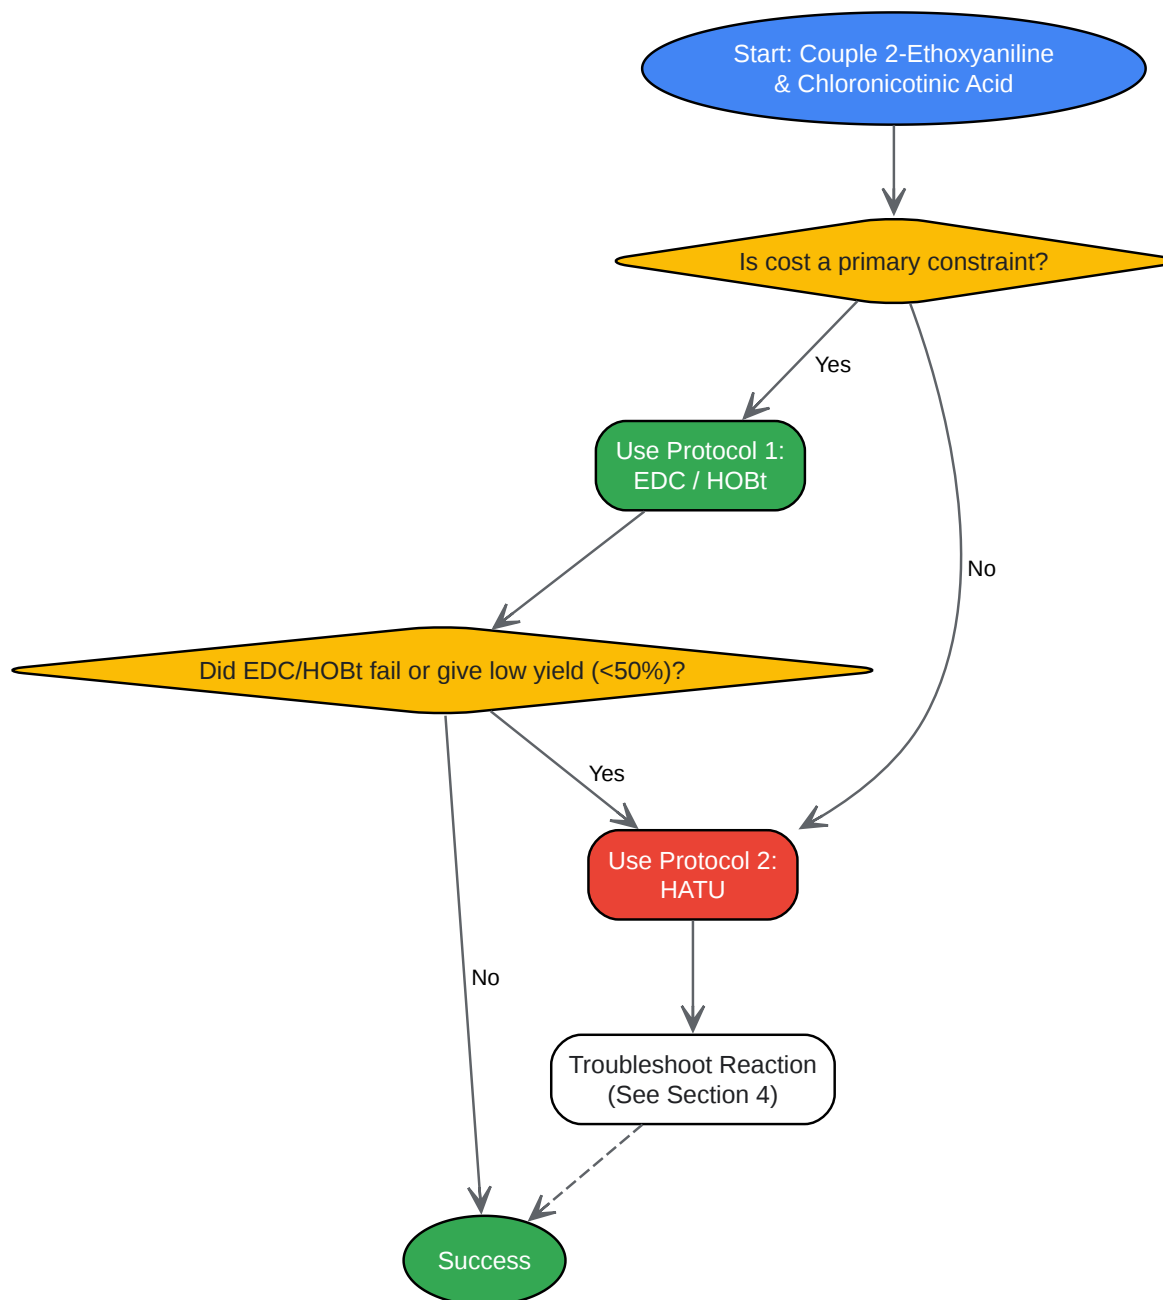 Start: Couple 2-Ethoxyaniline
& Chloronicotinic Acid
Is cost a primary constraint?
Yes
Use Protocol 1:
EDC / HOBt
No
Did EDC/HOBt fail or give low yield (<50%)?
Yes
Use Protocol 2:
HATU
No
Troubleshoot Reaction
(See Section 4)
Success